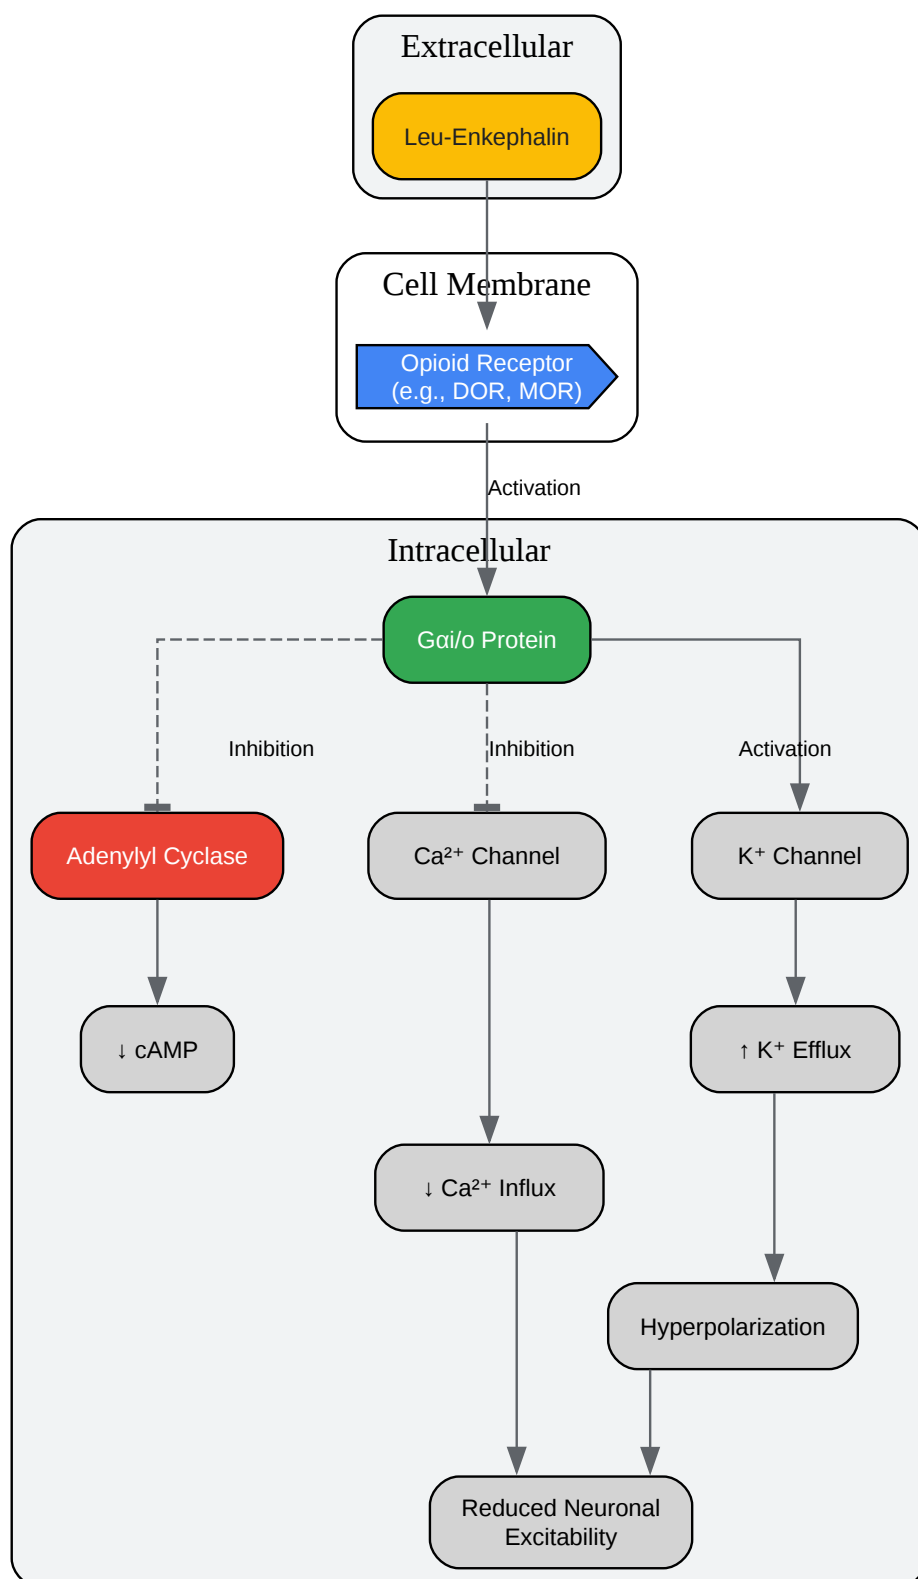 Extracellular
Leu-Enkephalin
Cell Membrane
Opioid Receptor
(e.g., DOR, MOR)
Activation
Intracellular
Gαi/o Protein
Inhibition
Inhibition
Activation
Adenylyl Cyclase
Ca²⁺ Channel
K⁺ Channel
↓ cAMP
↑ K⁺ Efflux
↓ Ca²⁺ Influx
Hyperpolarization
Reduced Neuronal
Excitability